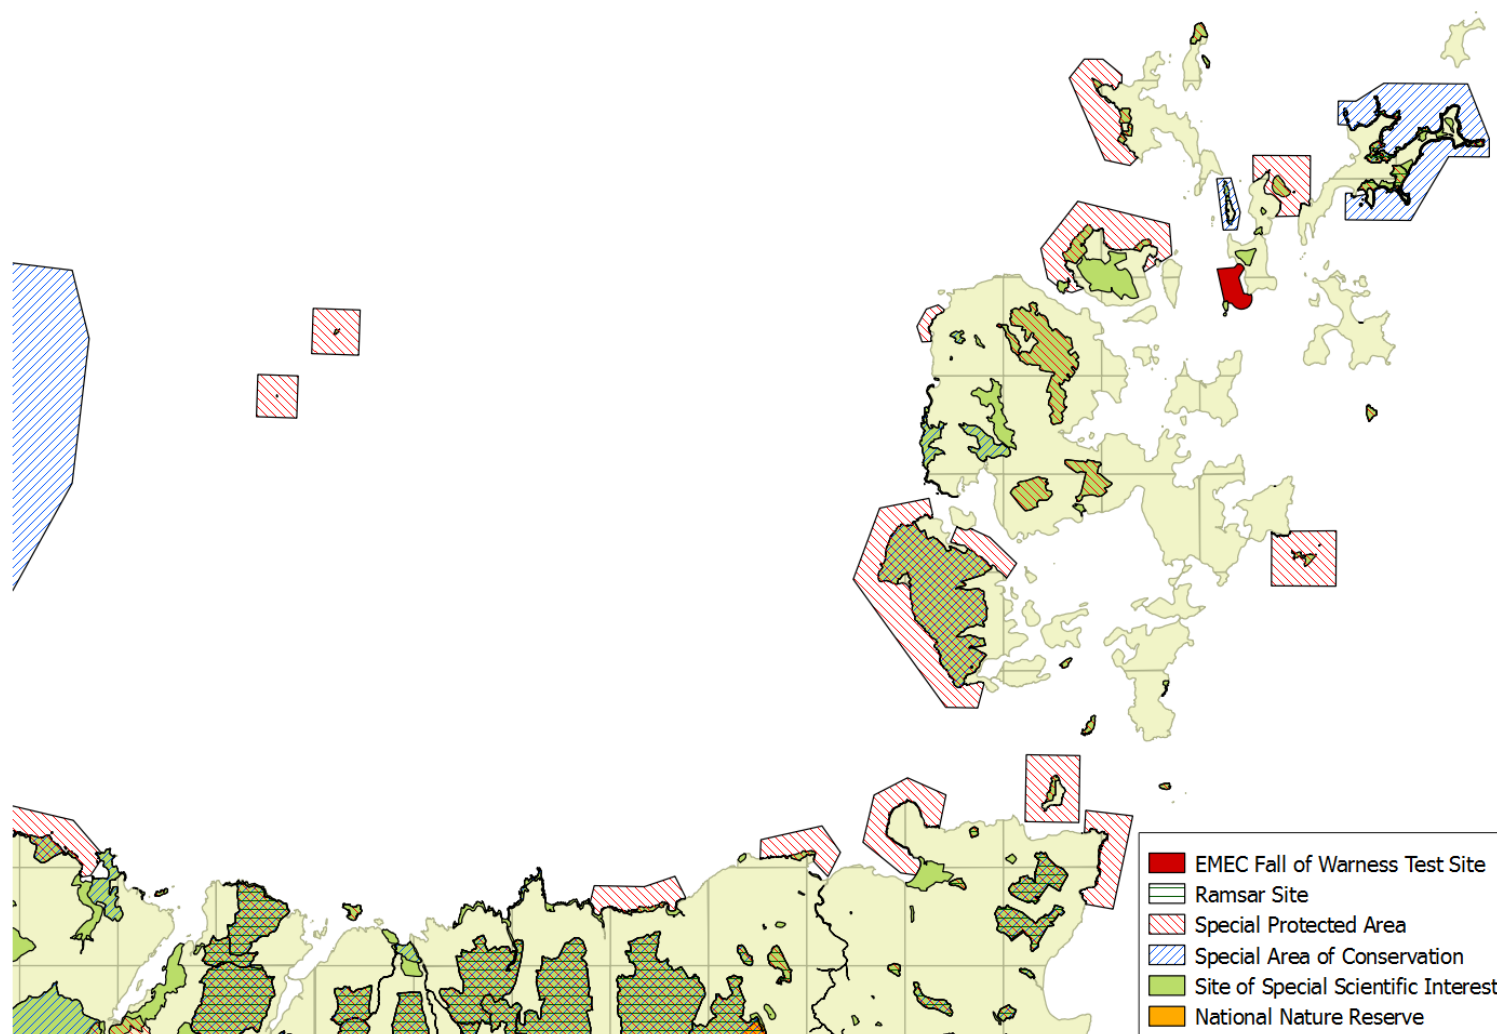 EMEC Fall of Warness Test Site
Ramsar Site
Special Protected Area
Special Area of Conservation
Site of Special Scientific Interest
National Nature Reserve